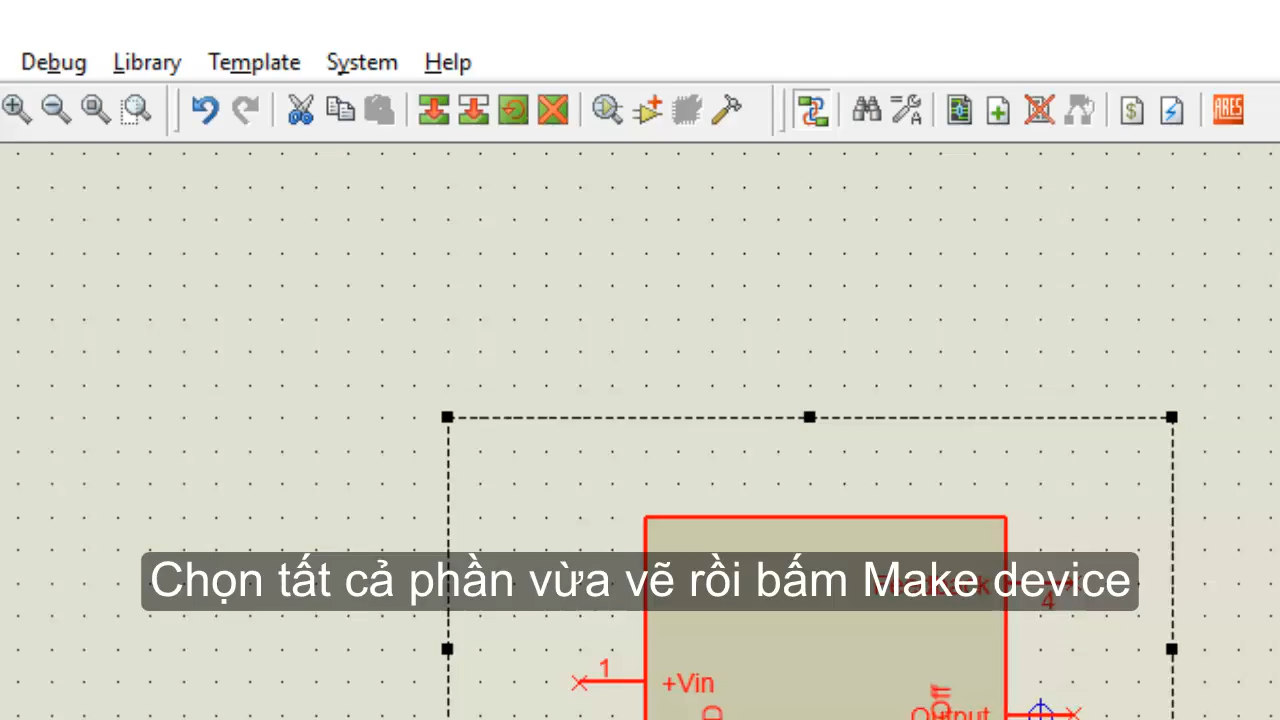 Debug Library Template System Help
A
$
ARES
Chọn tất cả phần vừa vẽ rồi bấm Make device
4
1
+Vin
Off
Output
D